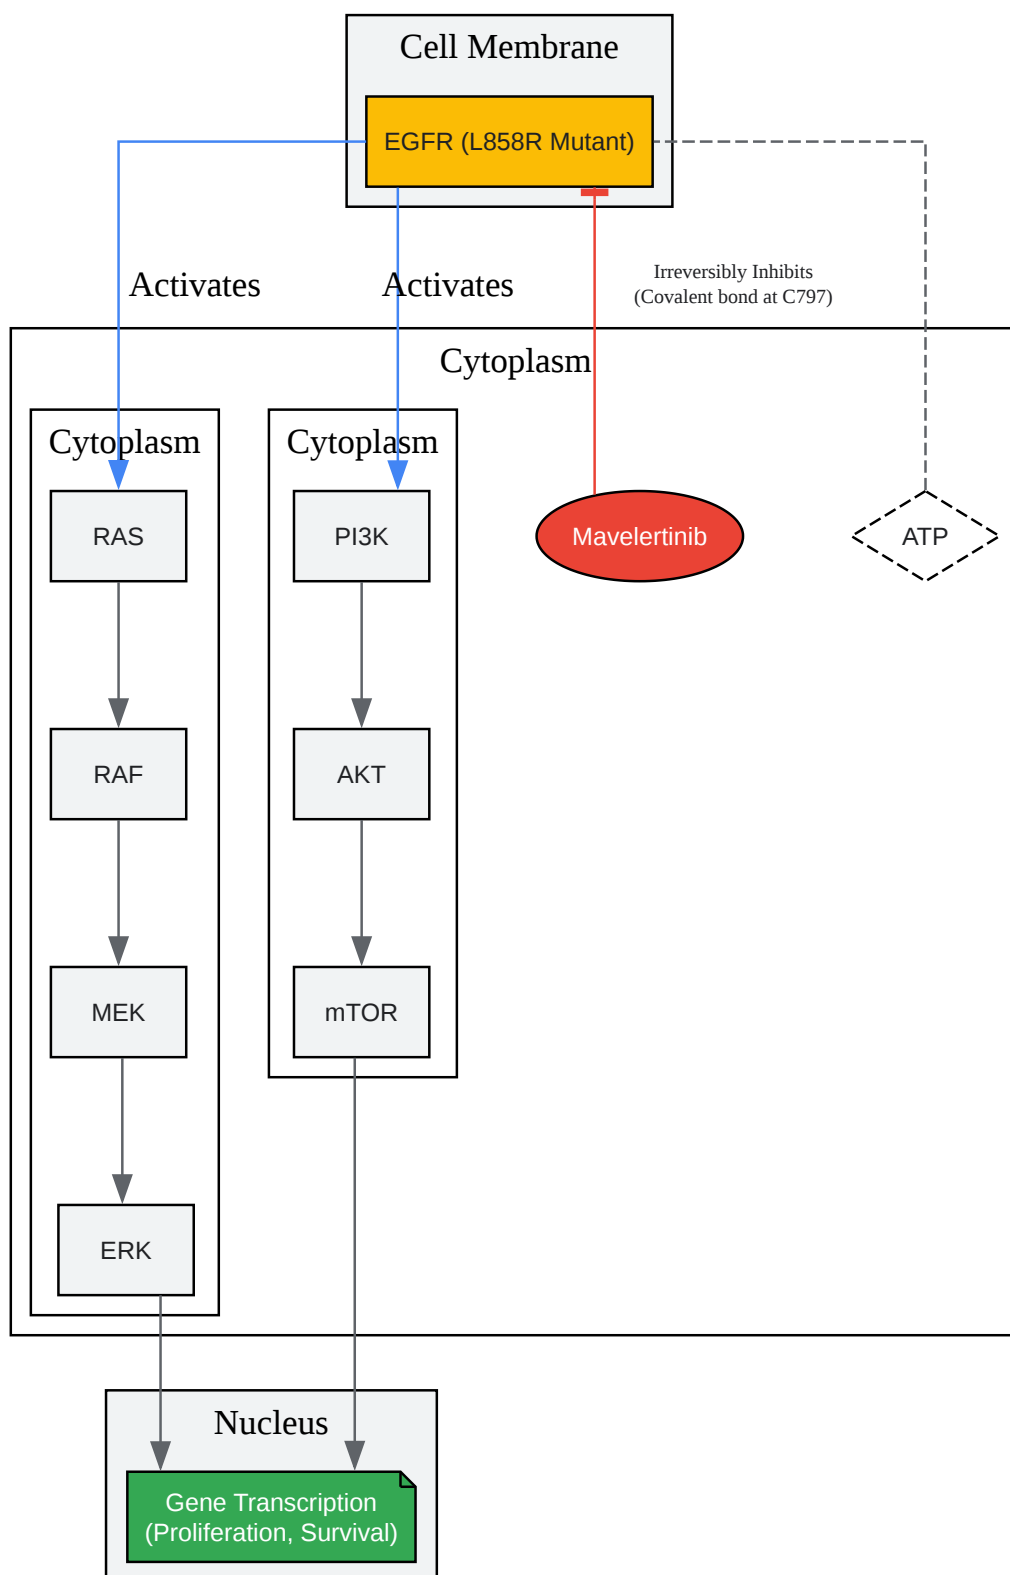 Cell Membrane
EGFR (L858R Mutant)
Activates
Activates
Irreversibly Inhibits
(Covalent bond at C797)
Cytoplasm
Cytoplasm
Cytoplasm
RAS
PI3K
Mavelertinib
ATP
RAF
AKT
MEK
mTOR
ERK
Nucleus
Gene Transcription
(Proliferation, Survival)